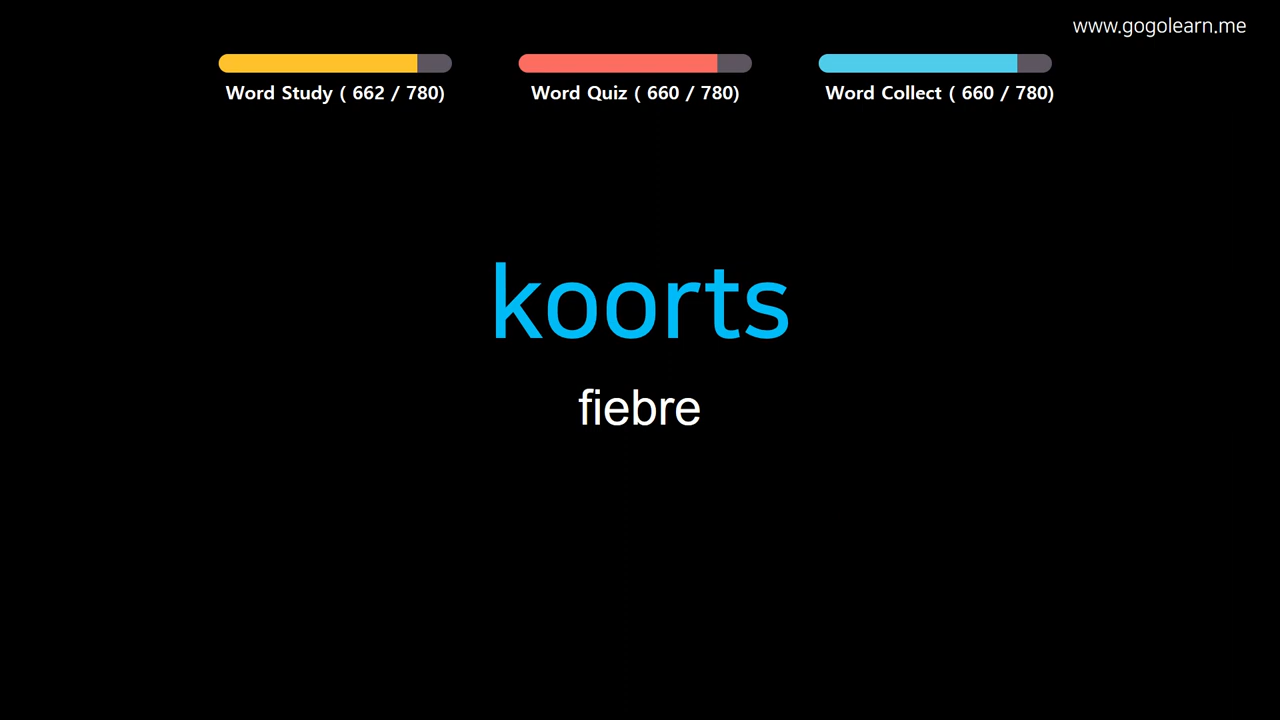 www.gogolearn.me
Word Study ( 662 / 780)
Word Quiz ( 660 / 780)
Word Collect ( 660 / 780)
koorts
fiebre